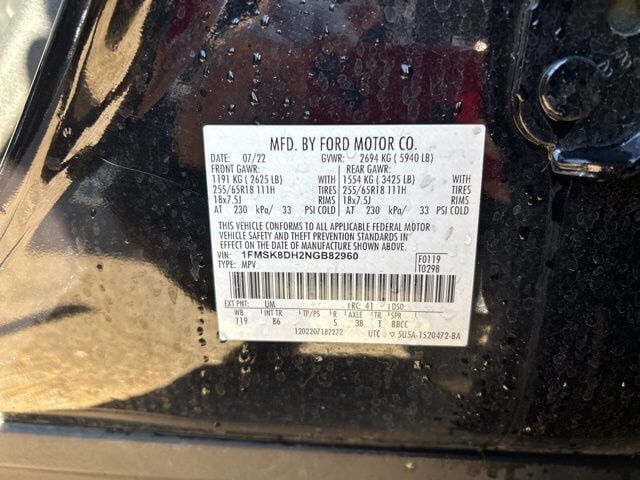 MFD. BY FORD MOTOR CO.
DATE: 07/22 GVWR: 2694 KG ( 5940 LB)
FRONT GAWR: REAR GAWR:
1191 KG ( 2625 LB) WITH 1554 KG ( 3425 LB) WITH
255/65R18 111H TIRES 255/65R18 111H TIRES
18x7.5J RIMS 18x7.5J RIMS
AT 230 kPa/ 33 PSI COLD AT 230 kPa/ 33 PSI COLD
THIS VEHICLE CONFORMS TO ALL APPLICABLE FEDERAL MOTOR
VEHICLE SAFETY AND THEFT PREVENTION STANDARDS IN
EFFECT ON THE DATE OF MANUFACTURE SHOWN ABOVE.
VIN: 1FMSK8DH2NGB82960 F0119
TYPE: MPV T0298
EXT PNT: UM RC: 41 DSO:
WB INT TR TP/PS R AXLE TR SPR
119 86 S 3B T BBCC
1202207182272 UTC 5U5A-1520472-BA